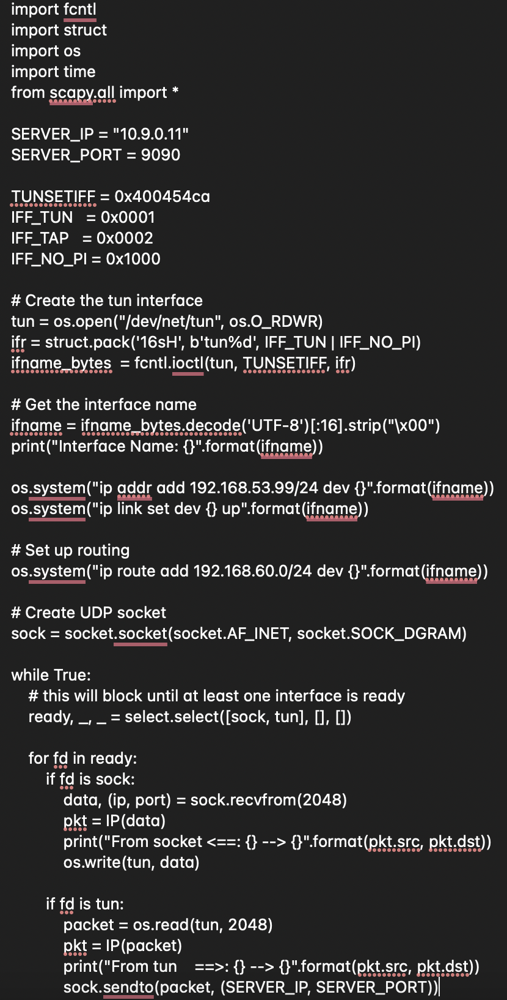 import fcntl
import struct
import os
import time
from scapy.all import *

SERVER_IP = "10.9.0.11"
SERVER_PORT = 9090

TUNSETIFF = 0x400454ca
IFF_TUN   = 0x0001
IFF_TAP   = 0x0002
IFF_NO_PI = 0x1000

# Create the tun interface
tun = os.open("/dev/net/tun", os.O_RDWR)
ifr = struct.pack('16sH', b'tun%d', IFF_TUN | IFF_NO_PI)
ifname_bytes  = fcntl.ioctl(tun, TUNSETIFF, ifr)

# Get the interface name
ifname = ifname_bytes.decode('UTF-8')[:16].strip("\x00")
print("Interface Name: {}".format(ifname))

os.system("ip addr add 192.168.53.99/24 dev {}".format(ifname))
os.system("ip link set dev {} up".format(ifname))

# Set up routing
os.system("ip route add 192.168.60.0/24 dev {}".format(ifname))

# Create UDP socket
sock = socket.socket(socket.AF_INET, socket.SOCK_DGRAM)

while True:
    # this will block until at least one interface is ready
    ready, _, _ = select.select([sock, tun], [], [])

    for fd in ready:
        if fd is sock:
            data, (ip, port) = sock.recvfrom(2048)
            pkt = IP(data)
            print("From socket <==: {} --> {}".format(pkt.src, pkt.dst))
            os.write(tun, data)

        if fd is tun:
            packet = os.read(tun, 2048)
            pkt = IP(packet)
            print("From tun    ==>: {} --> {}".format(pkt.src, pkt.dst))
            sock.sendto(packet, (SERVER_IP, SERVER_PORT))